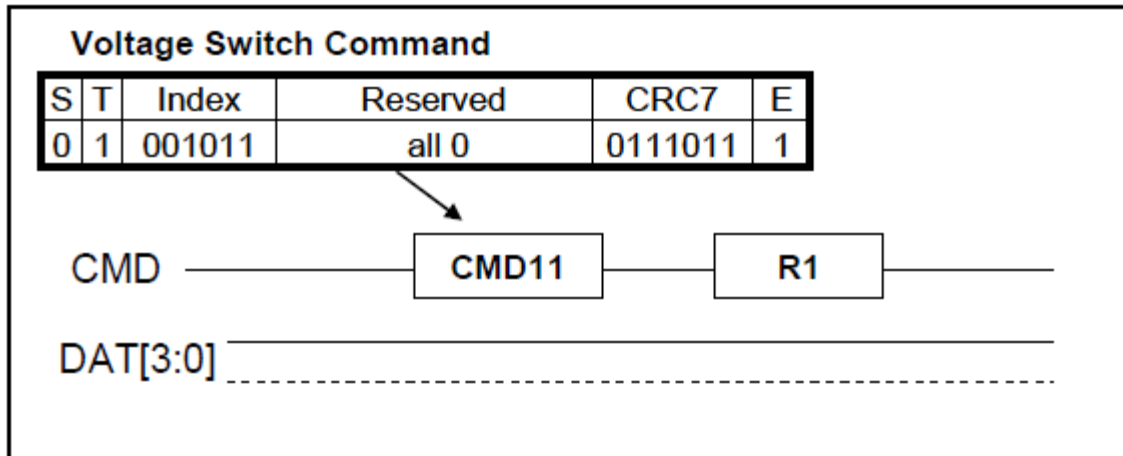 Voltage Switch Command
S T Index Reserved CRC7 E
0 1 001011 all 0 0111011 1
CMD CMD11 R1
DAT[3:0]